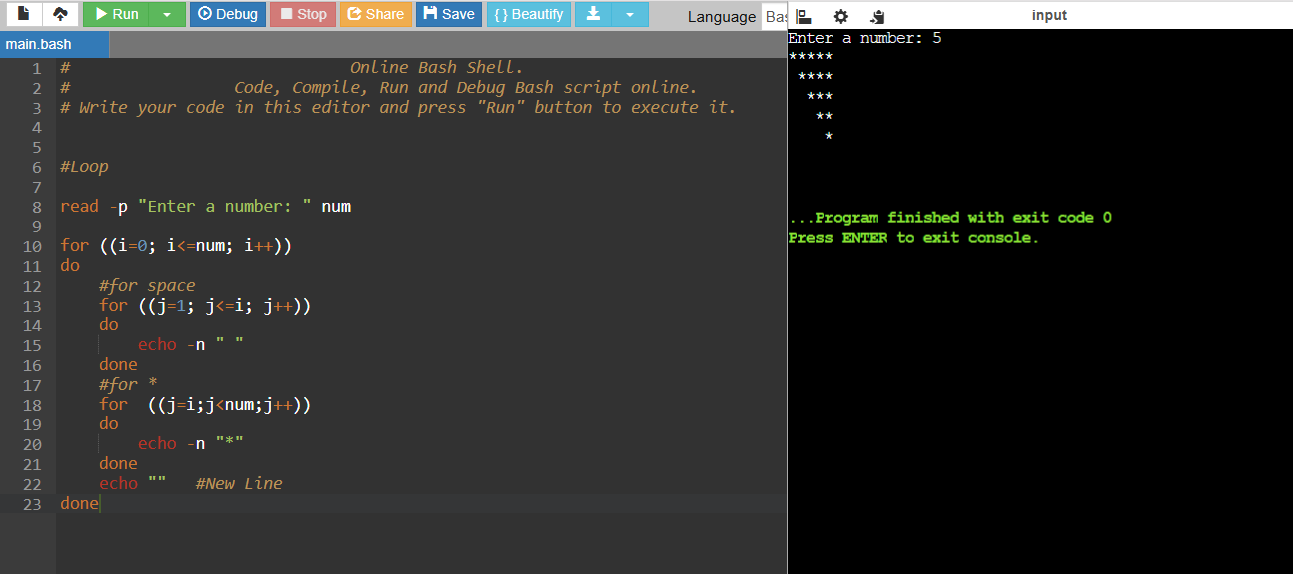 Run Debug Stop Share Save { } Beautify Language Bas input
main.bash
1 # Online Bash Shell.
2 # Code, Compile, Run and Debug Bash script online.
3 # Write your code in this editor and press "Run" button to execute it.
4
5
6 #Loop
7
8 read -p "Enter a number: " num
9
10 for ((i=0; i<=num; i++))
11 do
12     #for space
13     for ((j=1; j<=i; j++))
14     do
15         echo -n " "
16     done
17     #for *
18     for  ((j=i;j<num;j++))
19     do
20         echo -n "*"
21     done
22     echo ""   #New Line
23 done
Enter a number: 5
*****
 ****
  ***
   **
    *
...Program finished with exit code 0
Press ENTER to exit console.